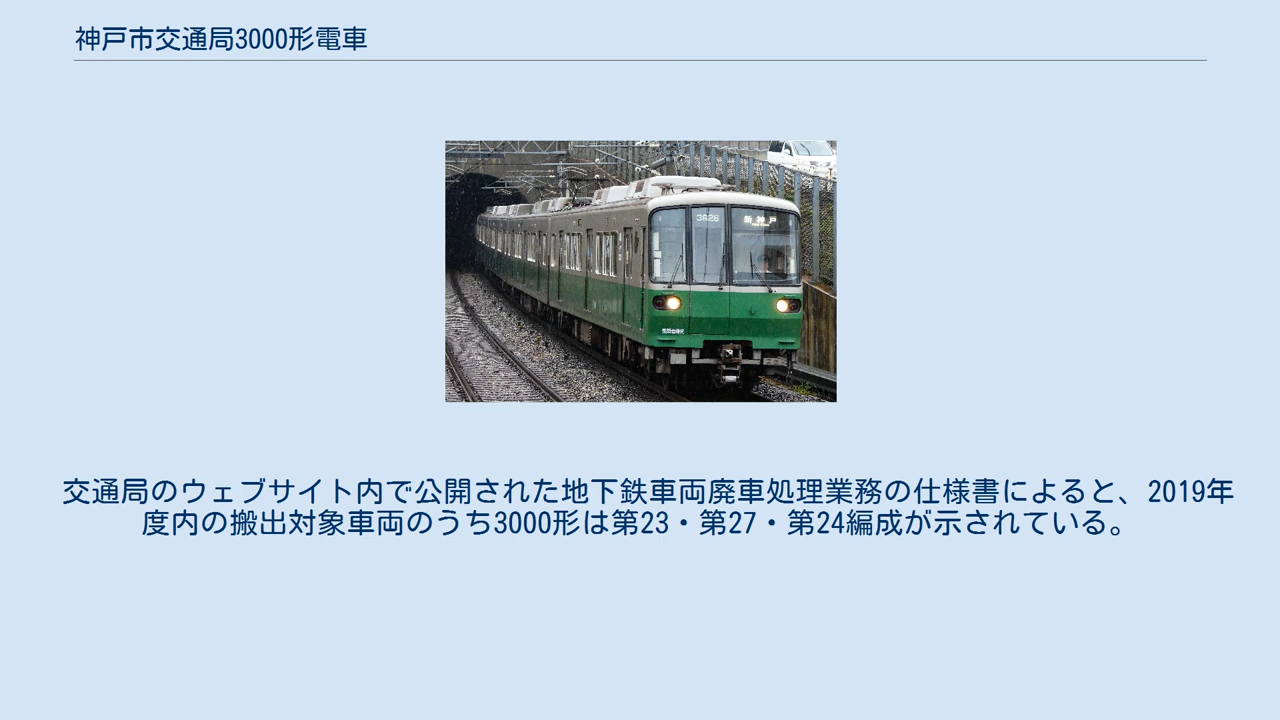 神戸市交通局3000形電車
3626
新神戸
交通局のウェブサイト内で公開された地下鉄車両廃車処理業務の仕様書によると、2019年
度内の搬出対象車両のうち3000形は第23・第27・第24編成が示されている。